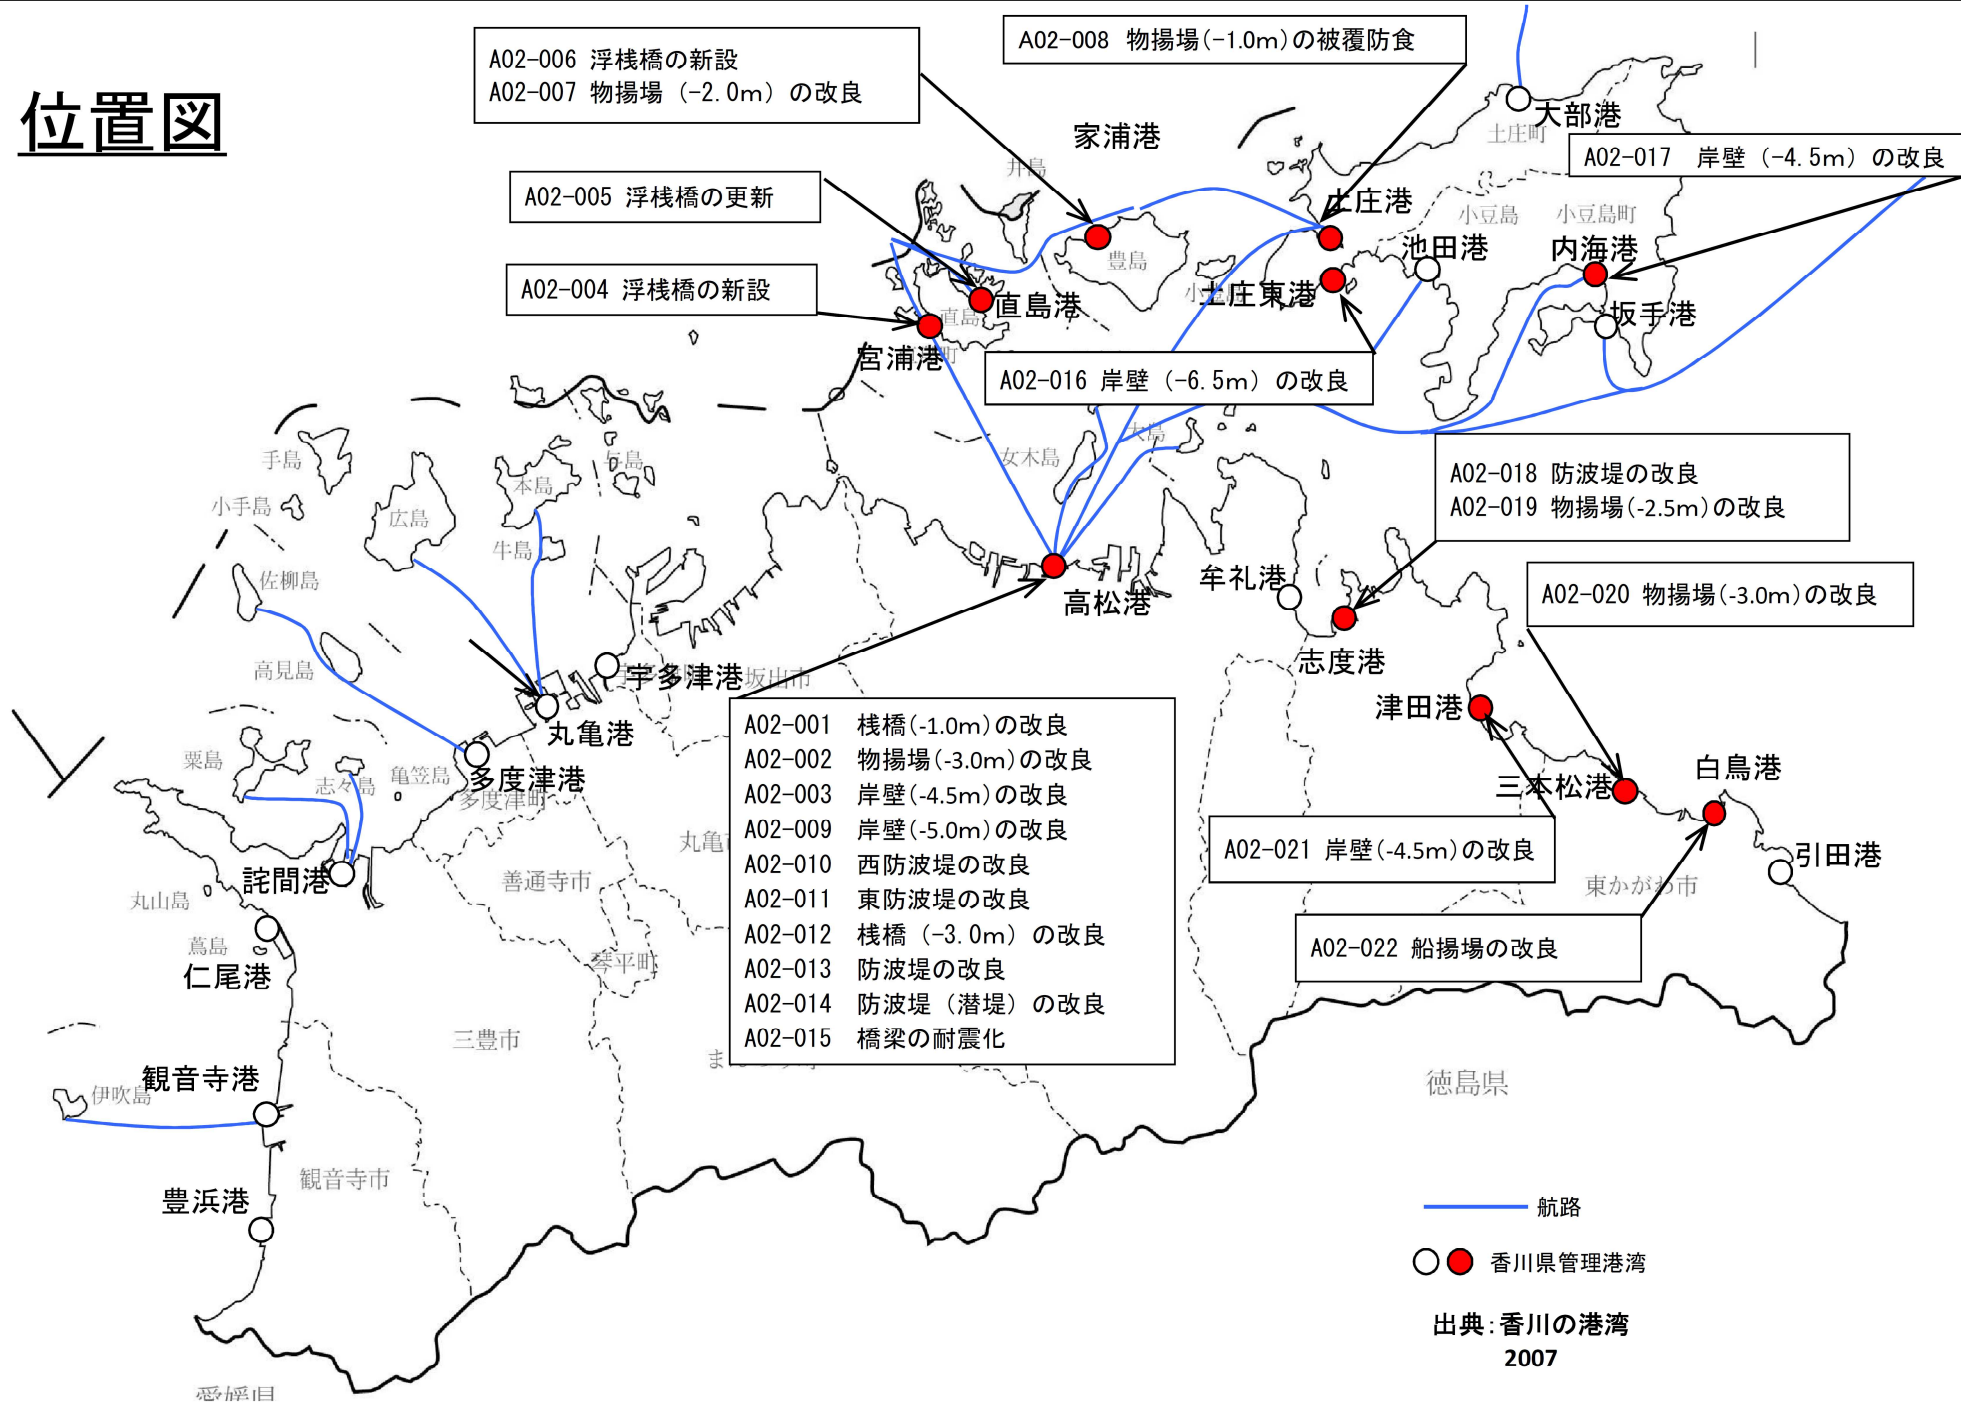 位置図
A02-006 浮桟橋の新設
A02-007 物揚場（-2.0m）の改良
A02-008 物揚場(-1.0m)の被覆防食
A02-005 浮桟橋の更新
A02-004 浮桟橋の新設
A02-017 岸壁（-4.5m）の改良
A02-016 岸壁（-6.5m）の改良
A02-018 防波堤の改良
A02-019 物揚場(-2.5m)の改良
A02-020 物揚場(-3.0m)の改良
A02-021 岸壁(-4.5m)の改良
A02-022 船揚場の改良
A02-001 桟橋(-1.0m)の改良
A02-002 物揚場(-3.0m)の改良
A02-003 岸壁(-4.5m)の改良
A02-009 岸壁(-5.0m)の改良
A02-010 西防波堤の改良
A02-011 東防波堤の改良
A02-012 桟橋（-3.0m）の改良
A02-013 防波堤の改良
A02-014 防波堤（潜堤）の改良
A02-015 橋梁の耐震化
家浦港
大部港
土庄町
井島
土庄港
小豆島
小豆島町
池田港
内海港
豊島
土庄東港
直島港
直島
宮浦港
坂手港
大島
女木島
手島
小手島
広島
本島
与島
牛島
佐柳島
高見島
高松港
牟礼港
志度港
津田港
三本松港
白鳥港
引田港
東かがわ市
宇多津港
坂出市
丸亀港
多度津港
多度津町
粟島
志々島
亀笠島
詫間港
丸山島
蔦島
仁尾港
善通寺市
琴平町
三豊市
伊吹島
観音寺港
観音寺市
豊浜港
徳島県
愛媛県
航路
香川県管理港湾
出典:香川の港湾
2007